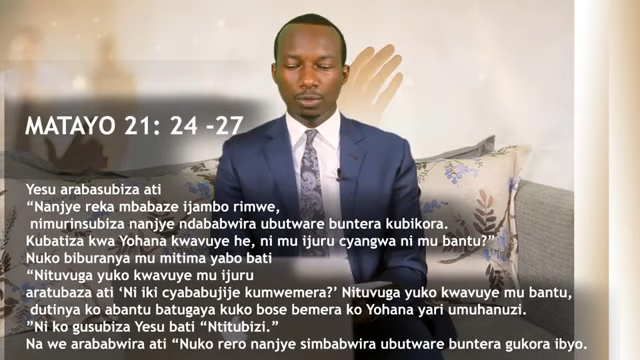 MATAYO 21: 24 -27
Yesu arabasubiza ati
“Nanjye reka mbabaze ijambo rimwe,
nimurinsubiza nanjye ndababwira ubutware buntera kubikora.
Kubatiza kwa Yohana kwavuye he, ni mu ijuru cyangwa ni mu bantu?”
Nuko biburanya mu mitima yabo bati
“Nituvuga yuko kwavuye mu ijuru
aratubaza ati ‘Ni iki cyababujije kumwemera?’ Nituvuga yuko kwavuye mu bantu,
dutinya ko abantu batugaya kuko bose bemera ko Yohana yari umuhanuzi.
”Ni ko gusubiza Yesu bati “Ntitubizi.”
Na we arababwira ati “Nuko rero nanjye simbabwira ubutware buntera gukora ibyo.